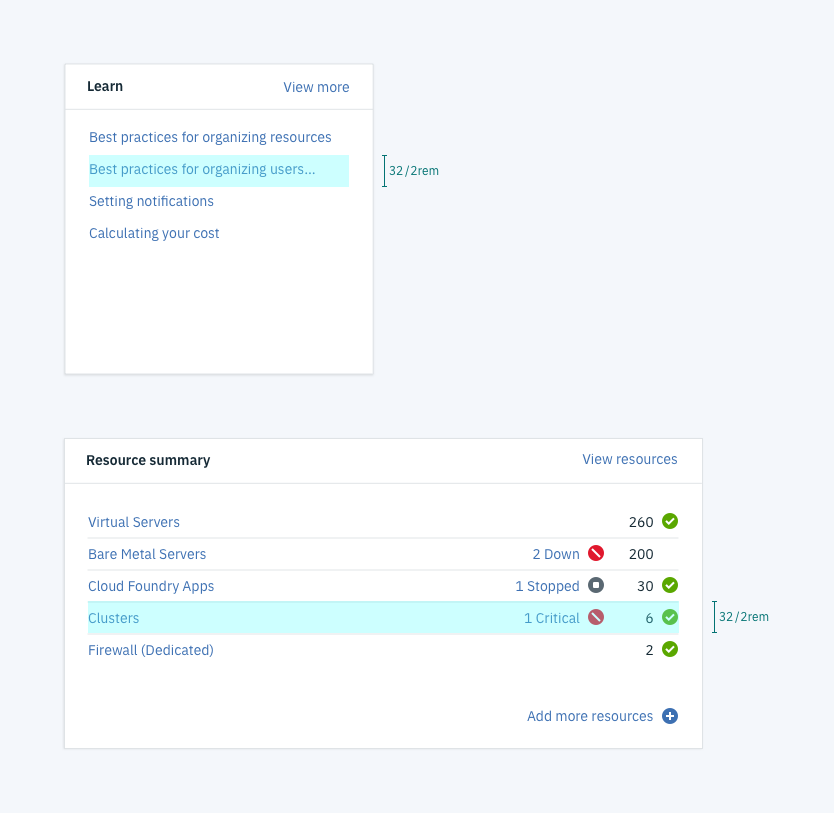 Learn View more
Best practices for organizing resources
Best practices for organizing users... 32/2rem
Setting notifications
Calculating your cost
Resource summary View resources
Virtual Servers 260
Bare Metal Servers 2 Down 200
Cloud Foundry Apps 1 Stopped 30
Clusters 1 Critical 6 32/2rem
Firewall (Dedicated) 2
Add more resources